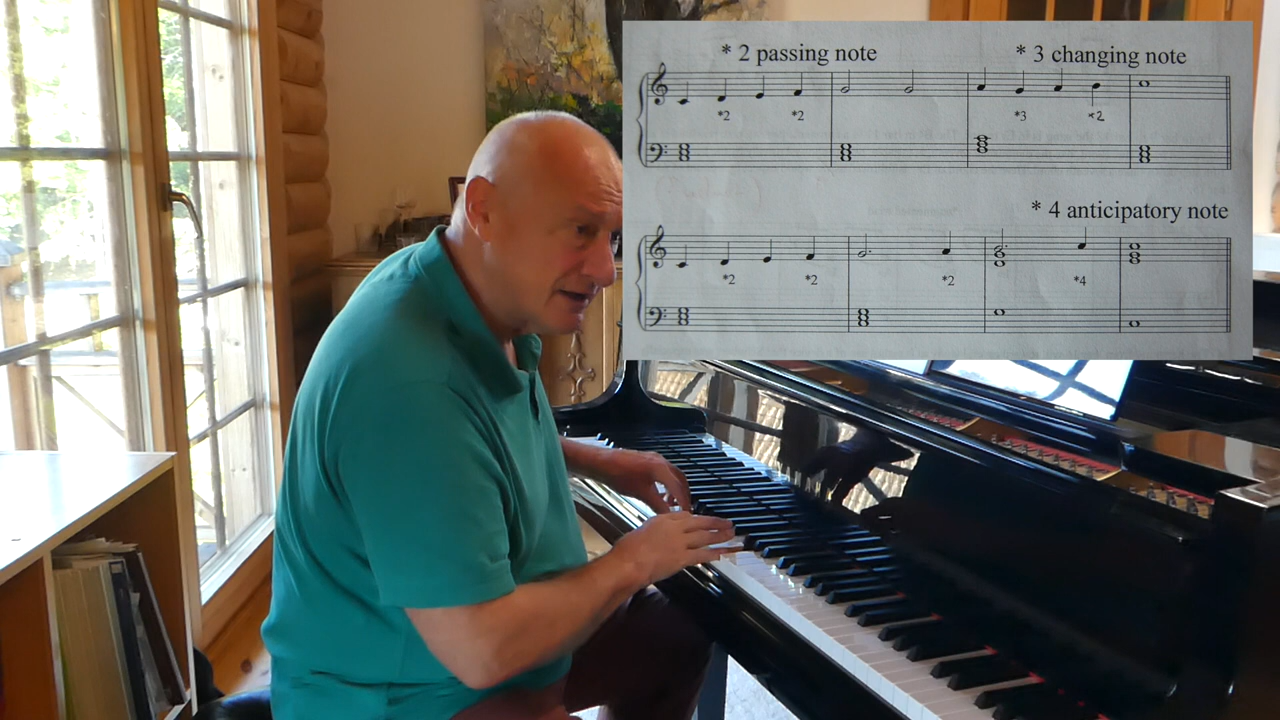 * 2 passing note * 3 changing note
*2 *2 *3 *2
* 4 anticipatory note
*2 *2 *2 *4